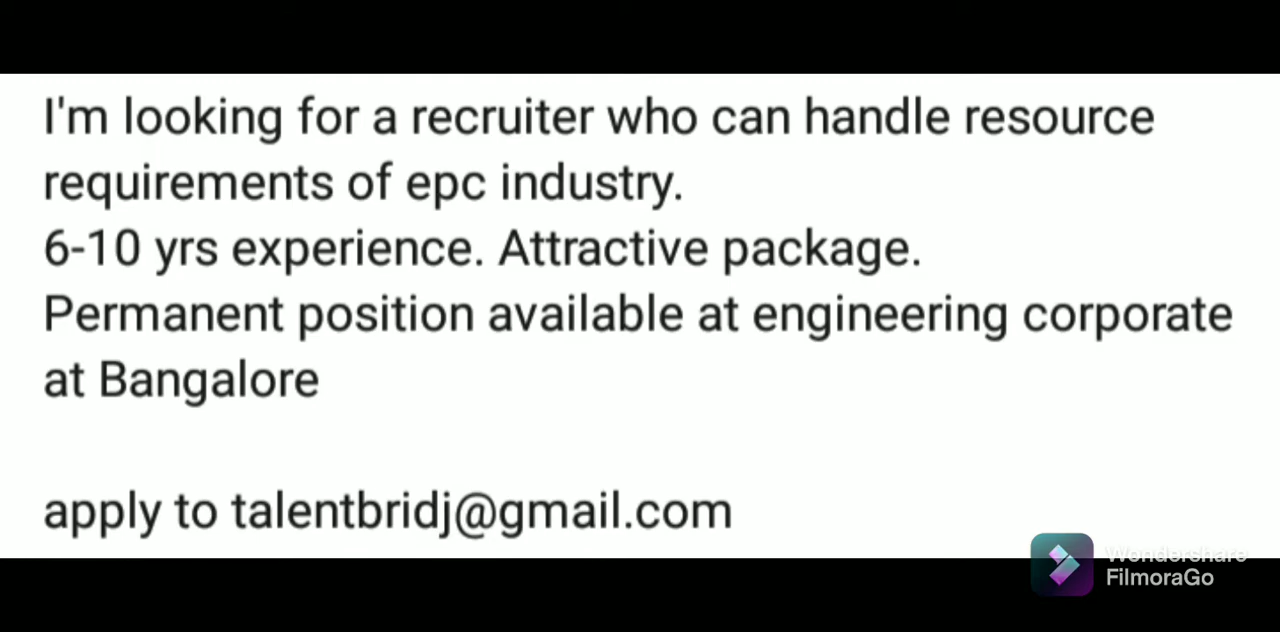 I'm looking for a recruiter who can handle resource
requirements of epc industry.
6-10 yrs experience. Attractive package.
Permanent position available at engineering corporate
at Bangalore
apply to talentbridj@gmail.com
Wondershare
FilmoraGo